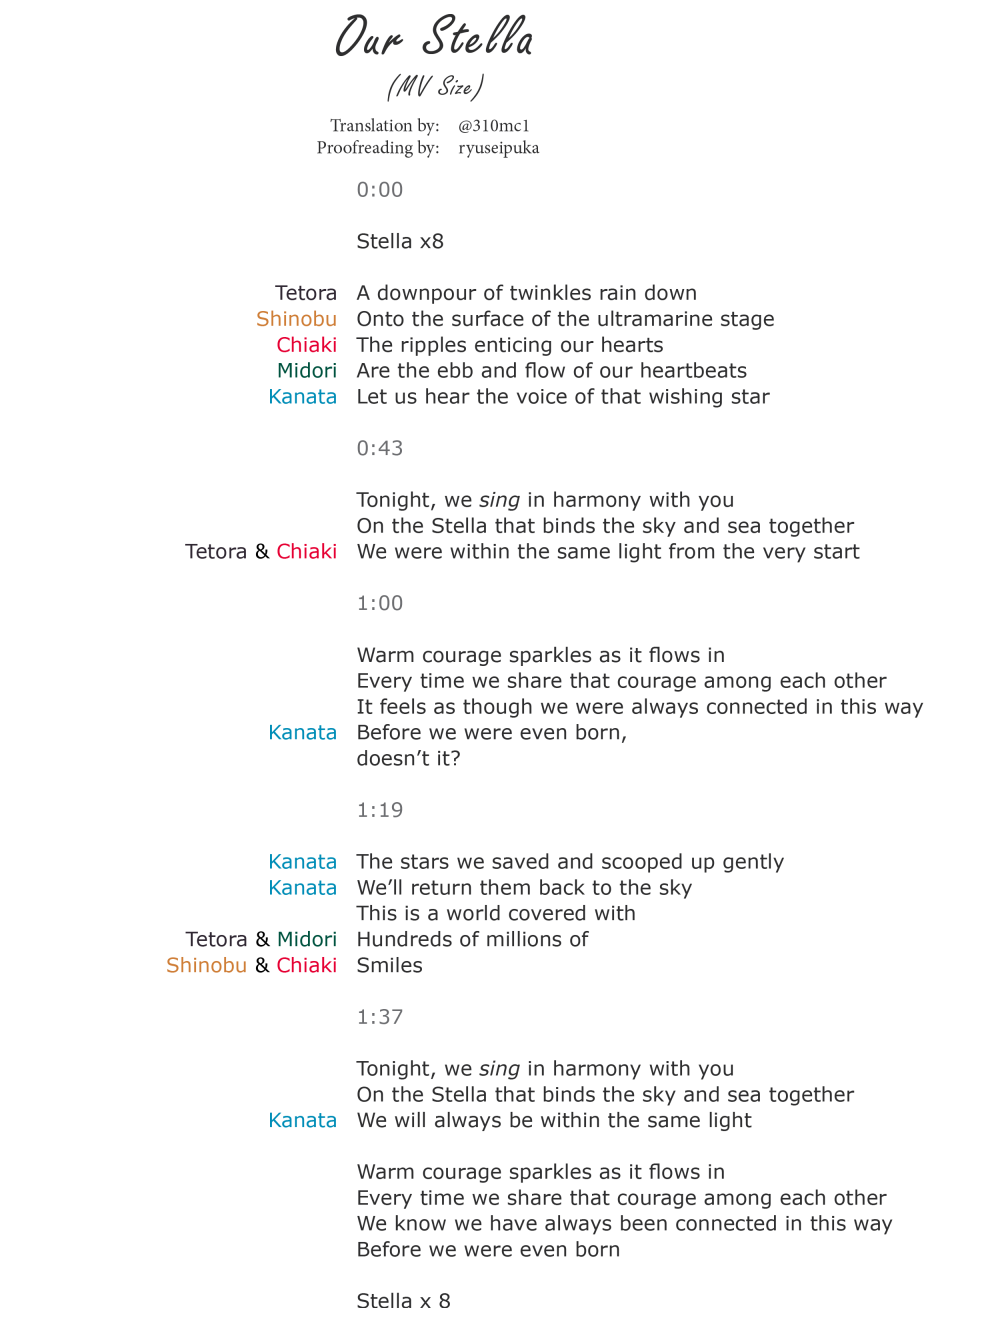 Our Stella
(MV Size)
Translation by: @310mc1
Proofreading by: ryuseipuka
0:00
Stella x8
Tetora A downpour of twinkles rain down
Shinobu Onto the surface of the ultramarine stage
Chiaki The ripples enticing our hearts
Midori Are the ebb and flow of our heartbeats
Kanata Let us hear the voice of that wishing star
0:43
Tonight, we sing in harmony with you
On the Stella that binds the sky and sea together
Tetora & Chiaki We were within the same light from the very start
1:00
Warm courage sparkles as it flows in
Every time we share that courage among each other
It feels as though we were always connected in this way
Kanata Before we were even born,
doesn’t it?
1:19
Kanata The stars we saved and scooped up gently
Kanata We’ll return them back to the sky
This is a world covered with
Tetora & Midori Hundreds of millions of
Shinobu & Chiaki Smiles
1:37
Tonight, we sing in harmony with you
On the Stella that binds the sky and sea together
Kanata We will always be within the same light
Warm courage sparkles as it flows in
Every time we share that courage among each other
We know we have always been connected in this way
Before we were even born
Stella x 8